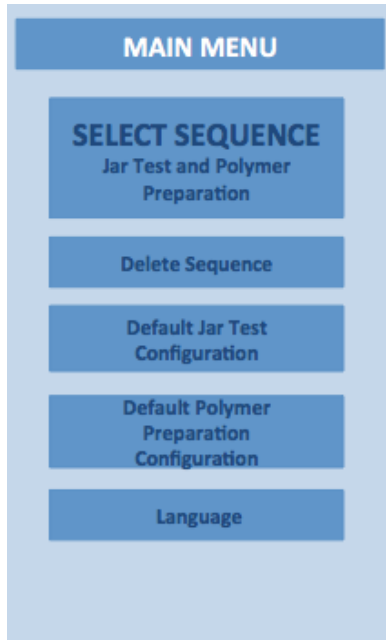 MAIN MENU
SELECT SEQUENCE
Jar Test and Polymer
Preparation
Delete Sequence
Default Jar Test
Configuration
Default Polymer
Preparation
Configuration
Language